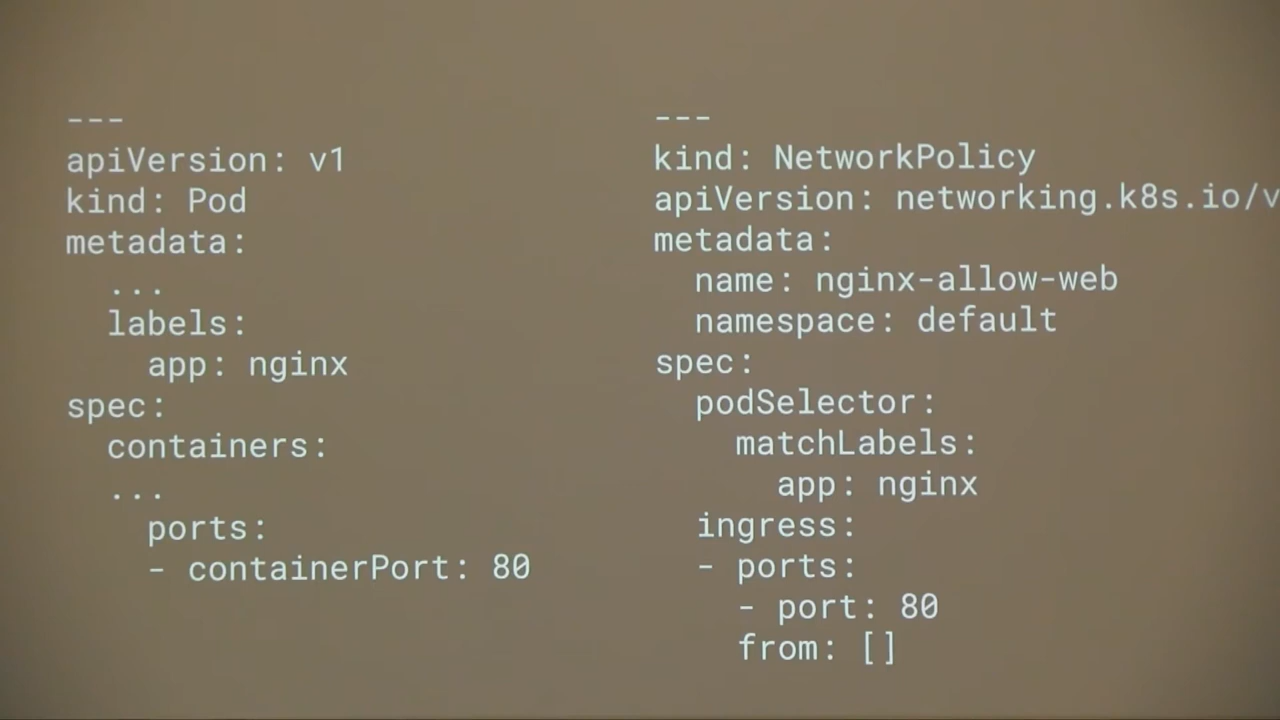 ---
apiVersion: v1
kind: Pod
metadata:
  ...
  labels:
    app: nginx
spec:
  containers:
  ...
    ports:
    - containerPort: 80
---
kind: NetworkPolicy
apiVersion: networking.k8s.io/v
metadata:
  name: nginx-allow-web
  namespace: default
spec:
  podSelector:
    matchLabels:
      app: nginx
  ingress:
  - ports:
    - port: 80
    from: []